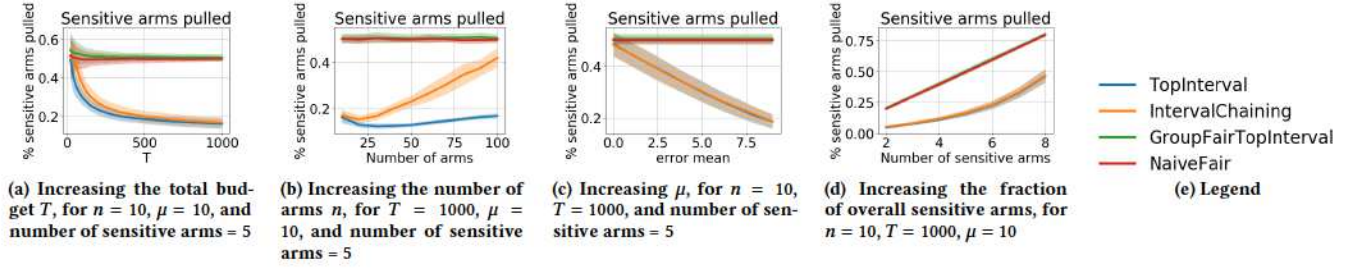 Sensitive arms pulled
% sensitive arms pulled
0.6
0.4
0.2
0
500
1000
T
(a) Increasing the total bud-
get T, for n = 10, μ = 10, and
number of sensitive arms = 5
Sensitive arms pulled
% sensitive arms pulled
0.4
0.2
25
50
75
100
Number of arms
(b) Increasing the number of
arms n, for T = 1000, μ =
10, and number of sensitive
arms = 5
Sensitive arms pulled
% sensitive arms pulled
0.4
0.2
0.0
2.5
5.0
7.5
error mean
(c) Increasing μ, for n = 10,
T = 1000, and number of sen-
sitive arms = 5
Sensitive arms pulled
% sensitive arms pulled
0.75
0.50
0.25
0.00
2
4
6
8
Number of sensitive arms
(d) Increasing the fraction
of overall sensitive arms, for
n = 10, T = 1000, μ = 10
TopInterval
IntervalChaining
GroupFairTopInterval
NaiveFair
(e) Legend